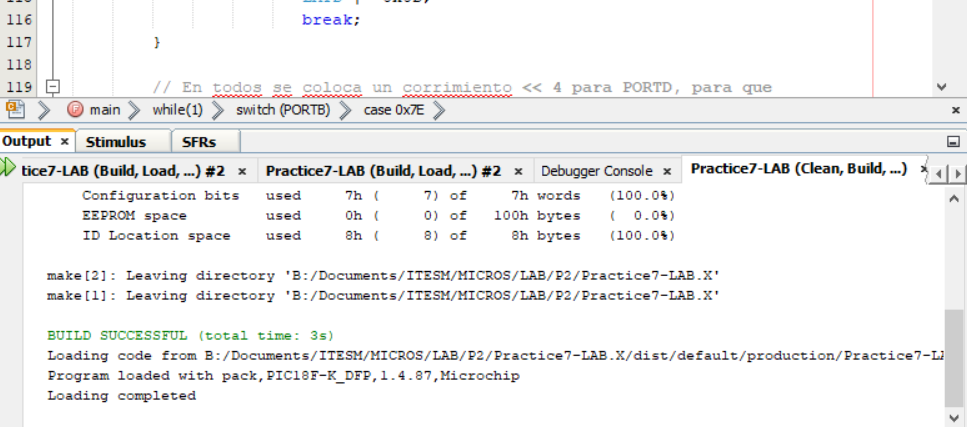 116 break;
117 }
118
119 // En todos se coloca un corrimiento << 4 para PORTD, para que
main while(1) switch (PORTB) case 0x7E
Output × Stimulus SFRs
tice7-LAB (Build, Load, ...) #2 × Practice7-LAB (Build, Load, ...) #2 × Debugger Console × Practice7-LAB (Clean, Build, ...)
Configuration bits used 7h ( 7) of 7h words (100.0%)
EEPROM space used 0h ( 0) of 100h bytes ( 0.0%)
ID Location space used 8h ( 8) of 8h bytes (100.0%)
make[2]: Leaving directory 'B:/Documents/ITESM/MICROS/LAB/P2/Practice7-LAB.X'
make[1]: Leaving directory 'B:/Documents/ITESM/MICROS/LAB/P2/Practice7-LAB.X'
BUILD SUCCESSFUL (total time: 3s)
Loading code from B:/Documents/ITESM/MICROS/LAB/P2/Practice7-LAB.X/dist/default/production/Practice7-LA
Program loaded with pack,PIC18F-K_DFP,1.4.87,Microchip
Loading completed